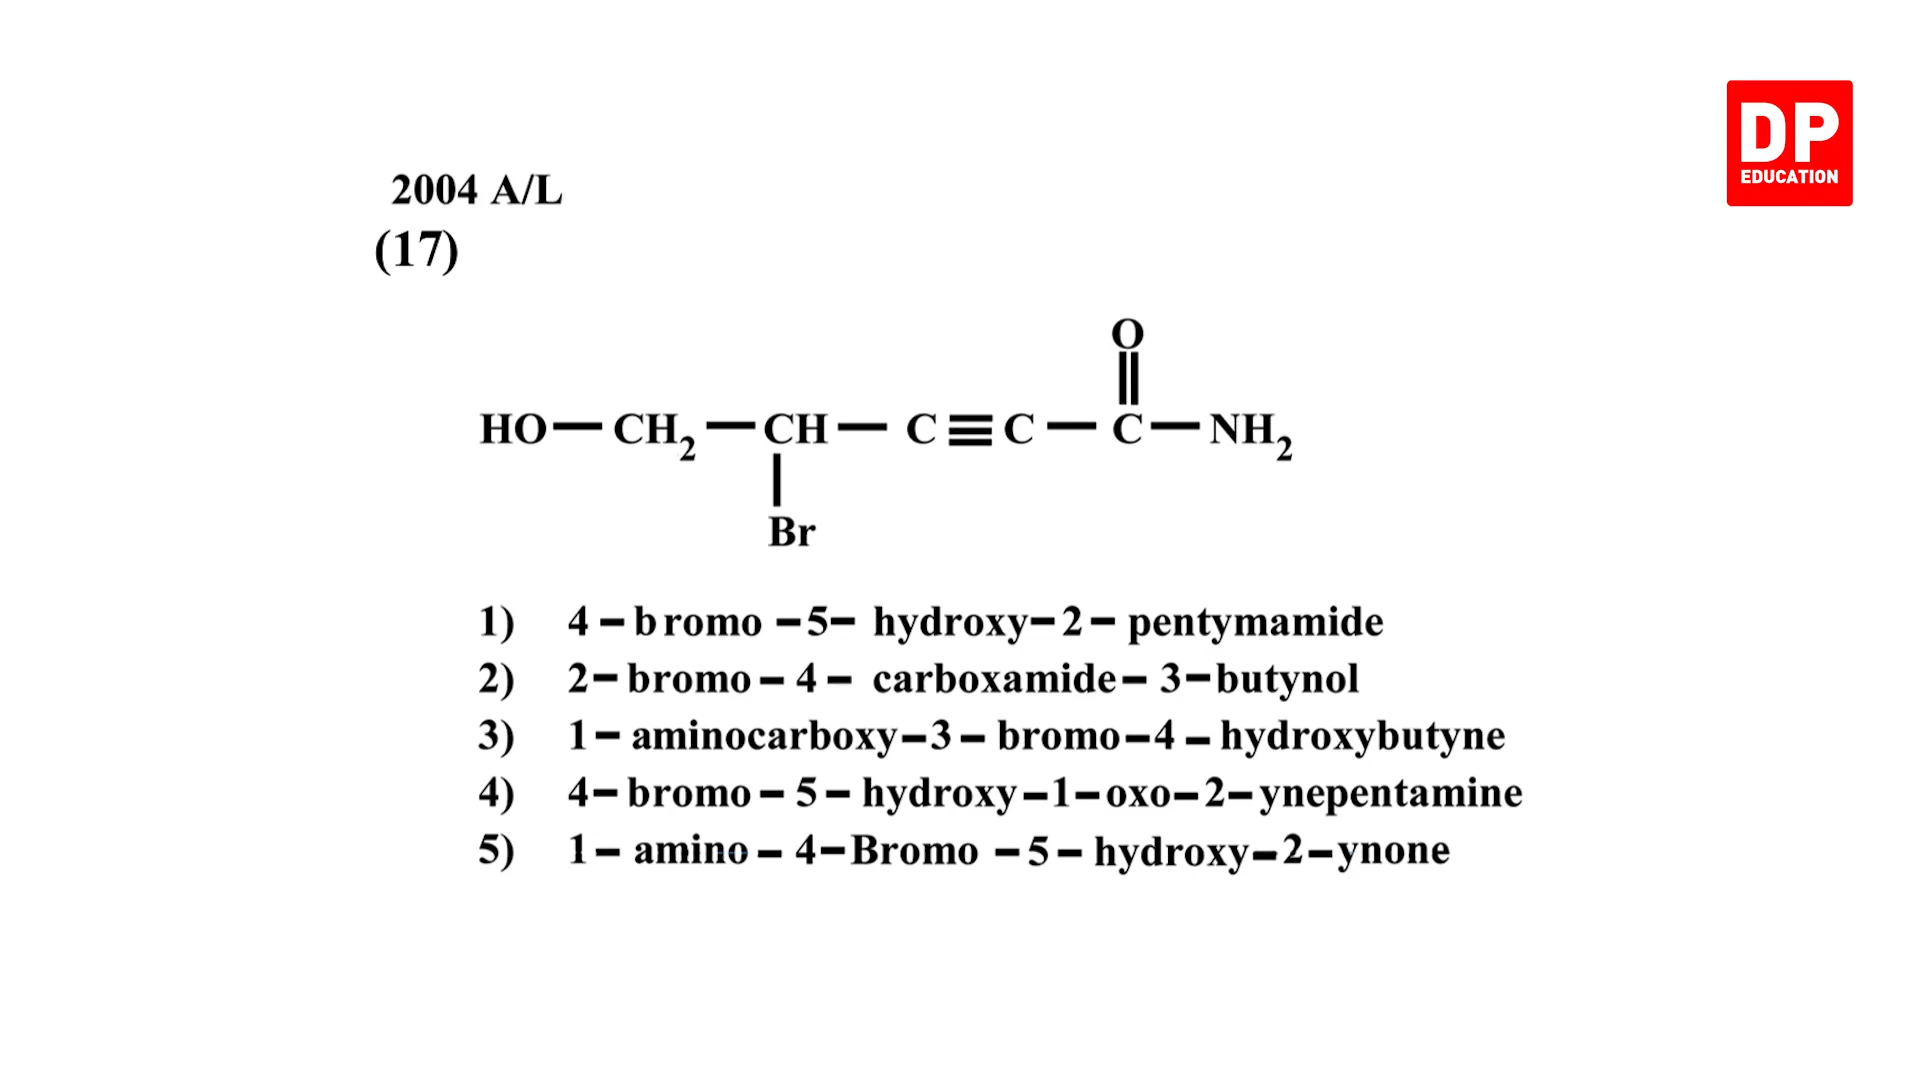 DP
EDUCATION
2004 A/L
(17)
O
HO—CH₂—CH—C≡C—C—NH₂
Br
1) 4-bromo-5-hydroxy-2-pentymamide
2) 2-bromo-4-carboxamide-3-butynol
3) 1-aminocarboxy-3-bromo-4-hydroxybutyne
4) 4-bromo-5-hydroxy-1-oxo-2-ynepentamine
5) 1-amino-4-Bromo-5-hydroxy-2-ynone